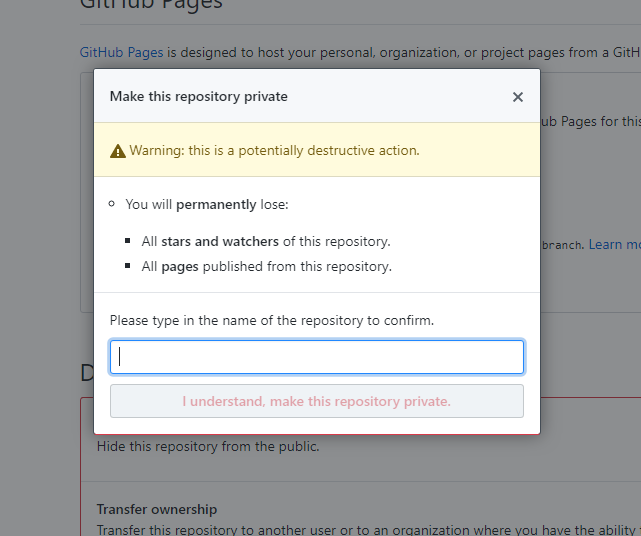 GitHub Pages
GitHub Pages is designed to host your personal, organization, or project pages from a GitH
Make this repository private
ub Pages for this
Warning: this is a potentially destructive action.
You will permanently lose:
All stars and watchers of this repository.
branch. Learn mo
All pages published from this repository.
Please type in the name of the repository to confirm.
D
I understand, make this repository private.
Hide this repository from the public.
Transfer ownership
Transfer this repository to another user or to an organization where you have the ability